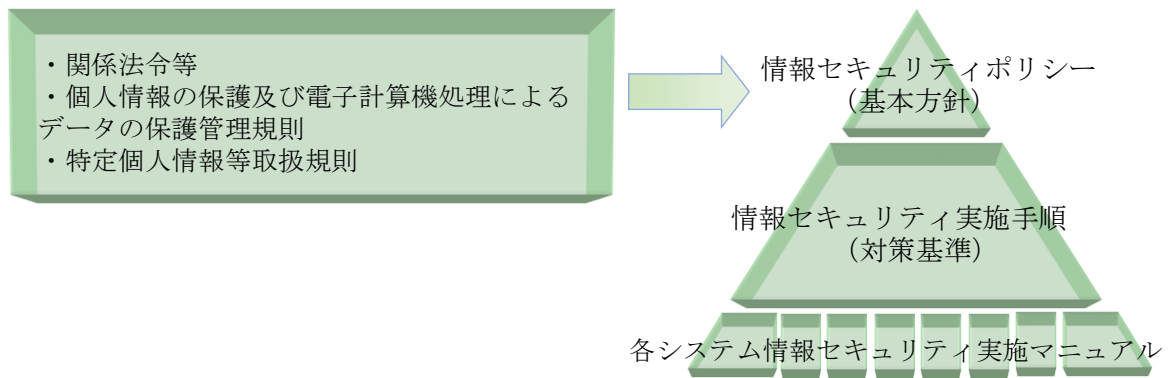 ・関係法令等
・個人情報の保護及び電子計算機処理による
データの保護管理規則
・特定個人情報等取扱規則
情報セキュリティポリシー
（基本方針）
情報セキュリティ実施手順
（対策基準）
各システム情報セキュリティ実施マニュアル